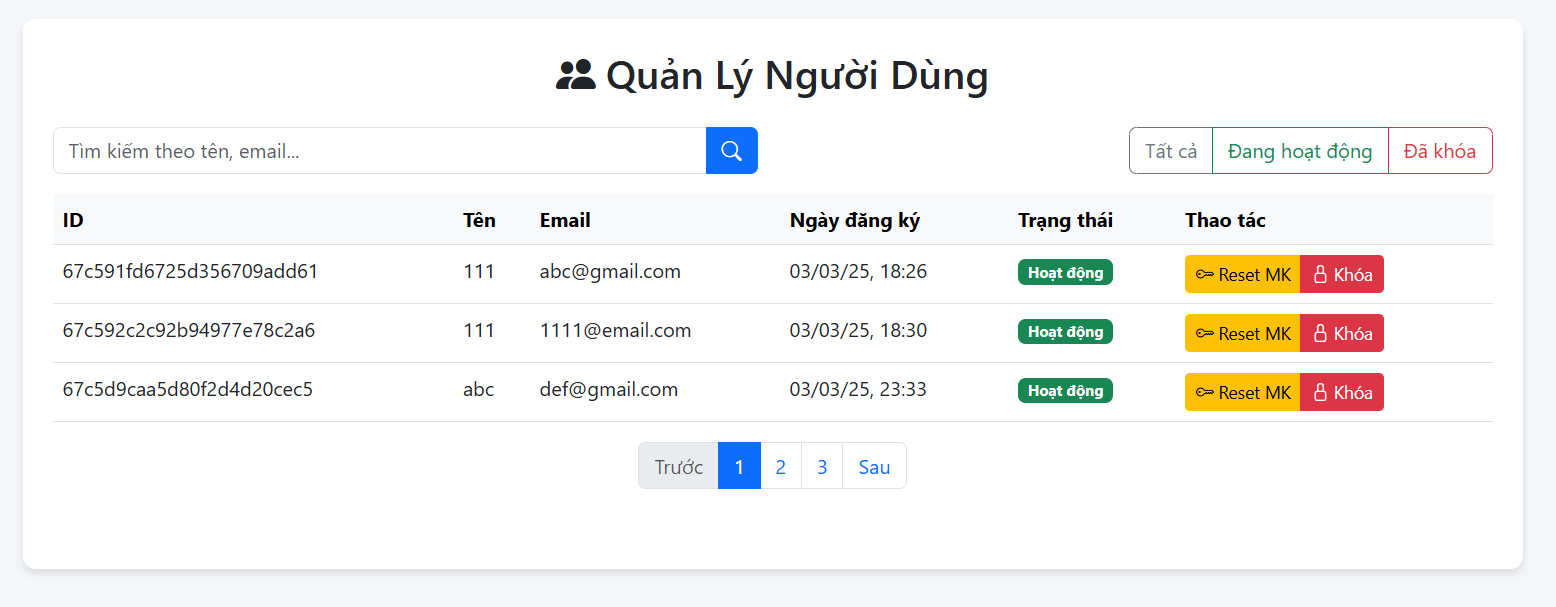 Quản Lý Người Dùng
Tìm kiếm theo tên, email... Tất cả Đang hoạt động Đã khóa
ID Tên Email Ngày đăng ký Trạng thái Thao tác
67c591fd6725d356709add61 111 abc@gmail.com 03/03/25, 18:26 Hoạt động Reset MK Khóa
67c592c2c92b94977e78c2a6 111 1111@email.com 03/03/25, 18:30 Hoạt động Reset MK Khóa
67c5d9caa5d80f2d4d20cec5 abc def@gmail.com 03/03/25, 23:33 Hoạt động Reset MK Khóa
Trước 1 2 3 Sau